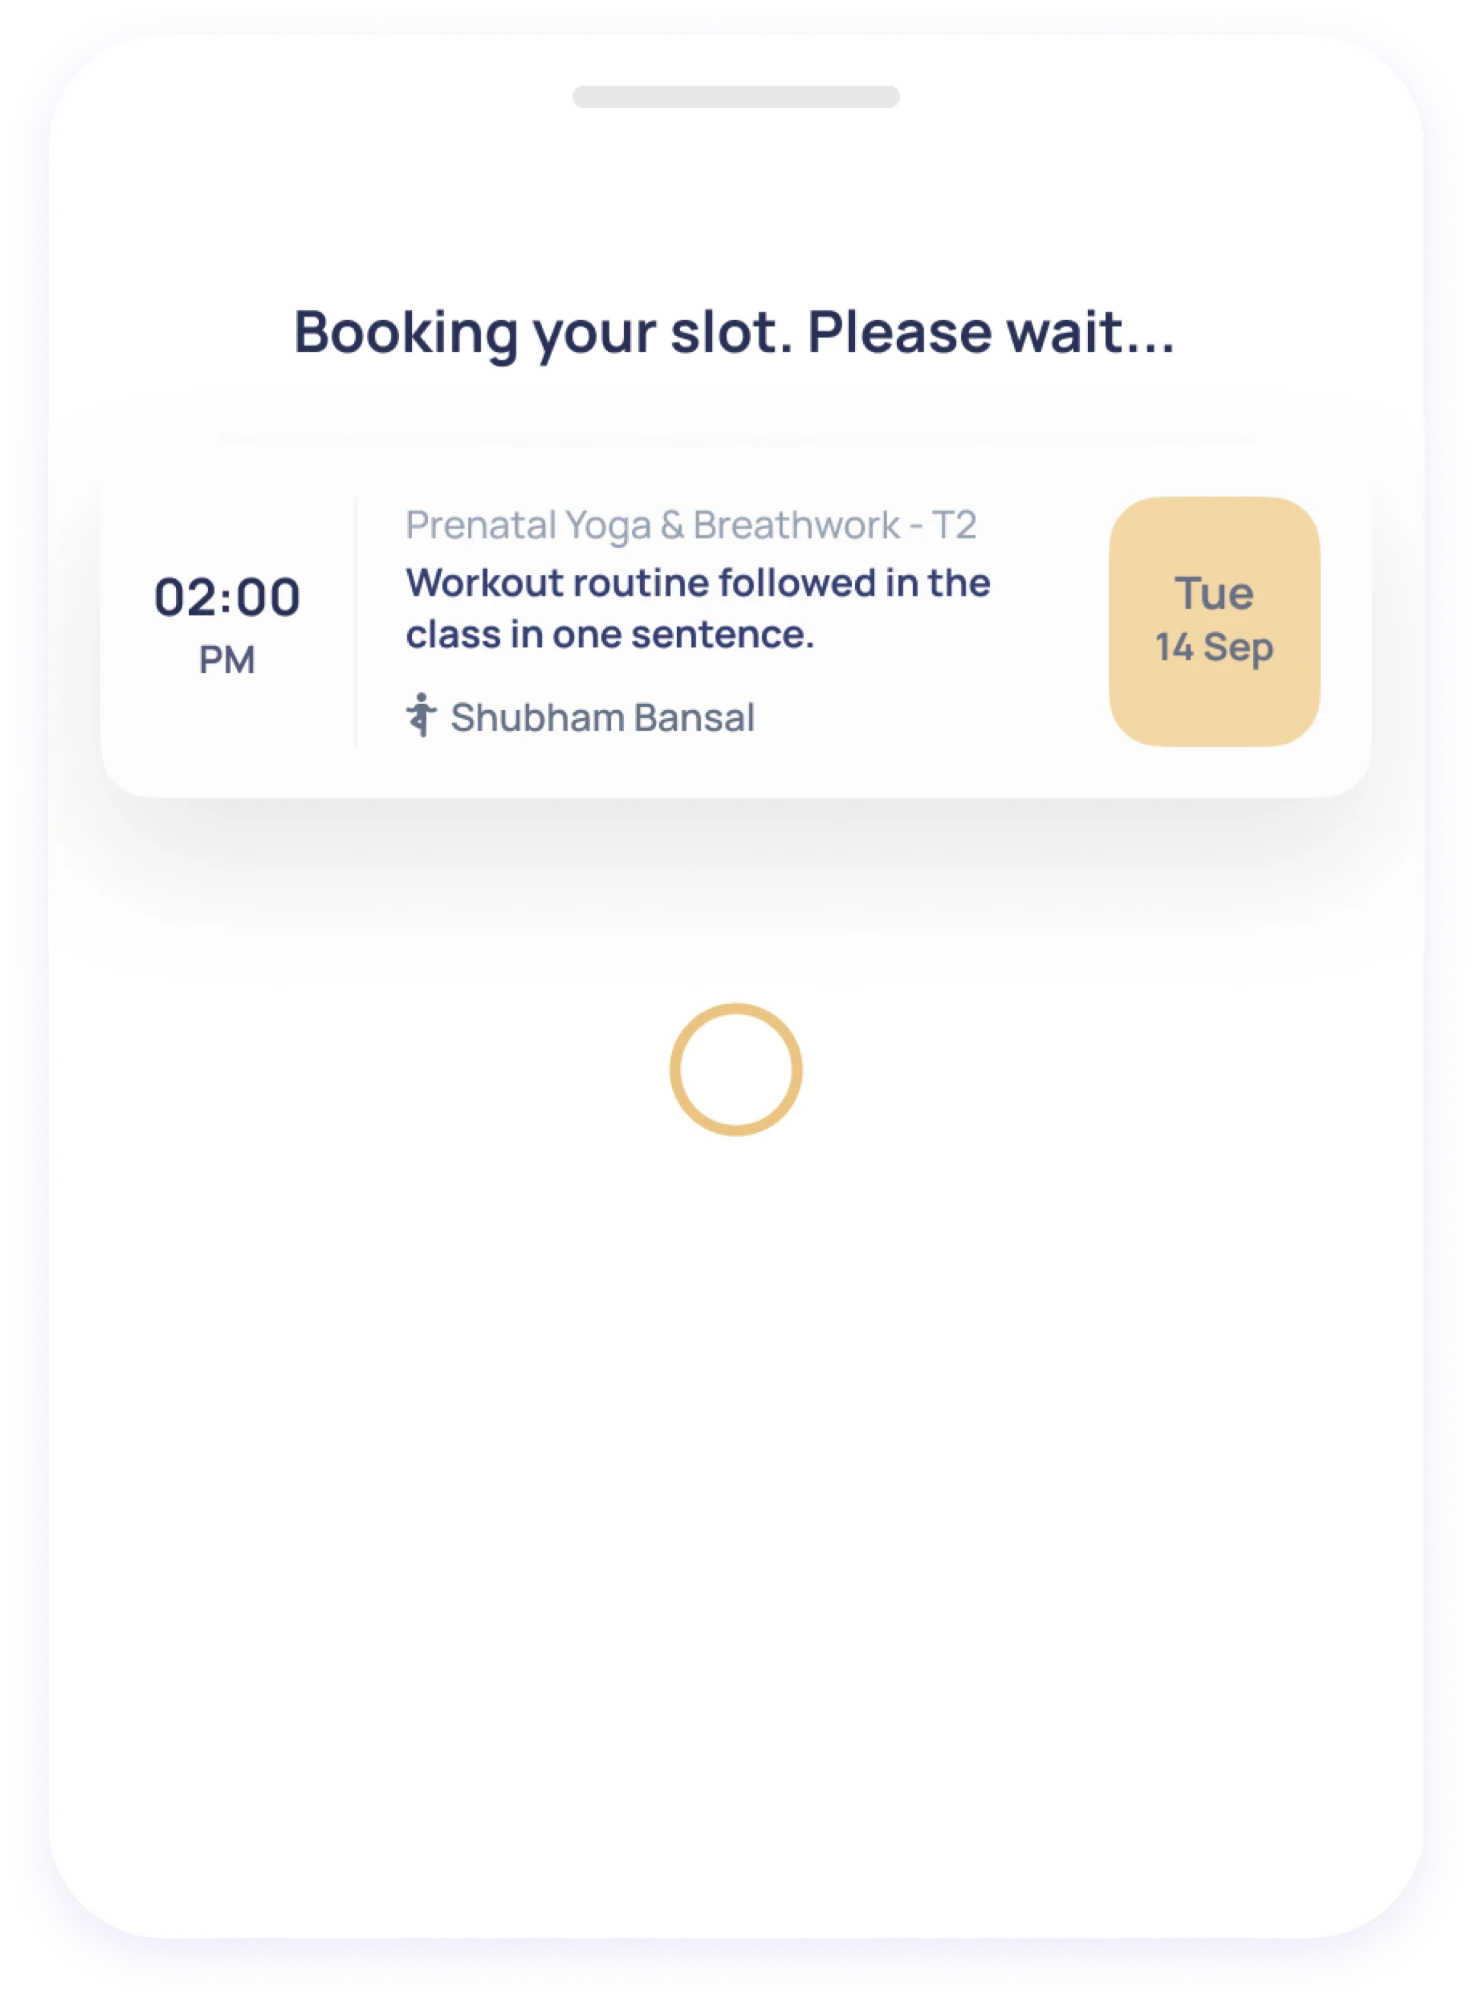 Booking your slot. Please wait...
02:00
PM
Prenatal Yoga & Breathwork - T2
Workout routine followed in the
class in one sentence.
Shubham Bansal
Tue
14 Sep